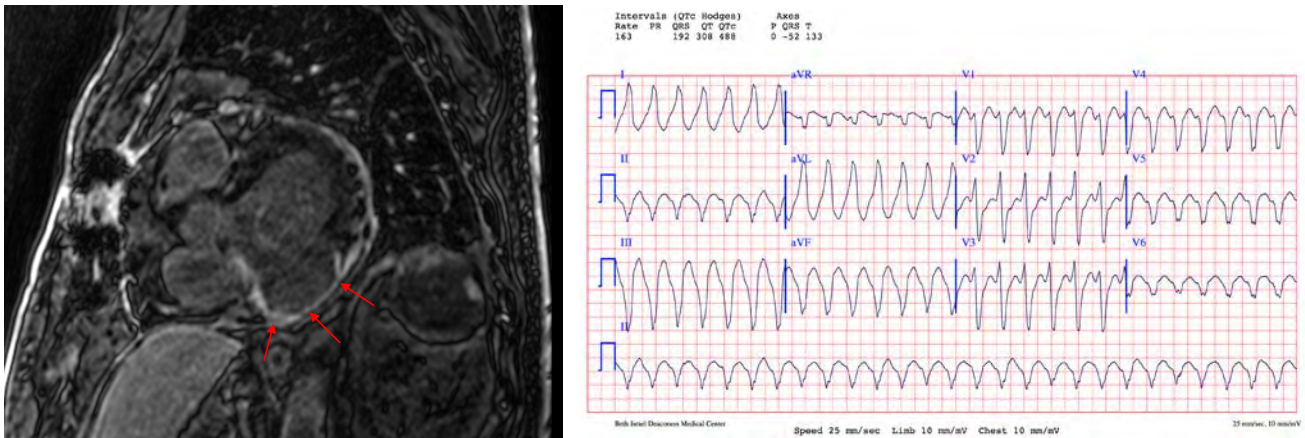 Intervals (QTc Hodges) Axes
Rate PR QRS QT QTc P QRS T
163 192 308 488 0 -52 133
I aVR V1 V4
II aVL V2 V5
III aVF V3 V6
II
Beth Israel Deaconess Medical Center
Speed 25 mm/sec Limb 10 mm/mV Chest 10 mm/mV
25 mm/sec, 10 mm/mV